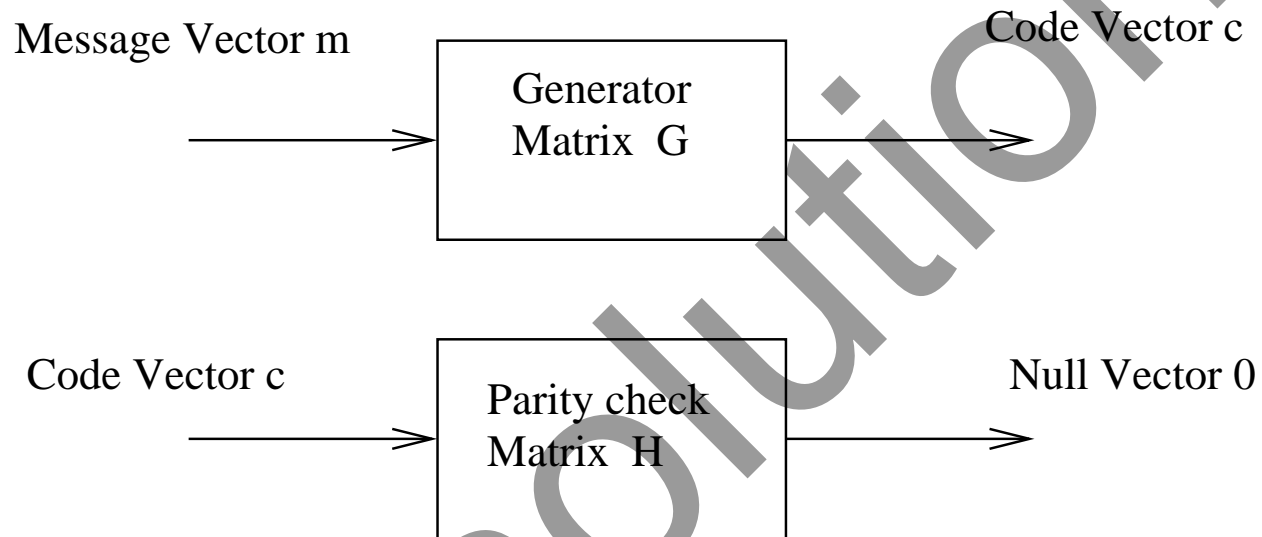 Message Vector m
Generator
Matrix G
Code Vector c
Code Vector c
Parity check
Matrix H
Null Vector 0